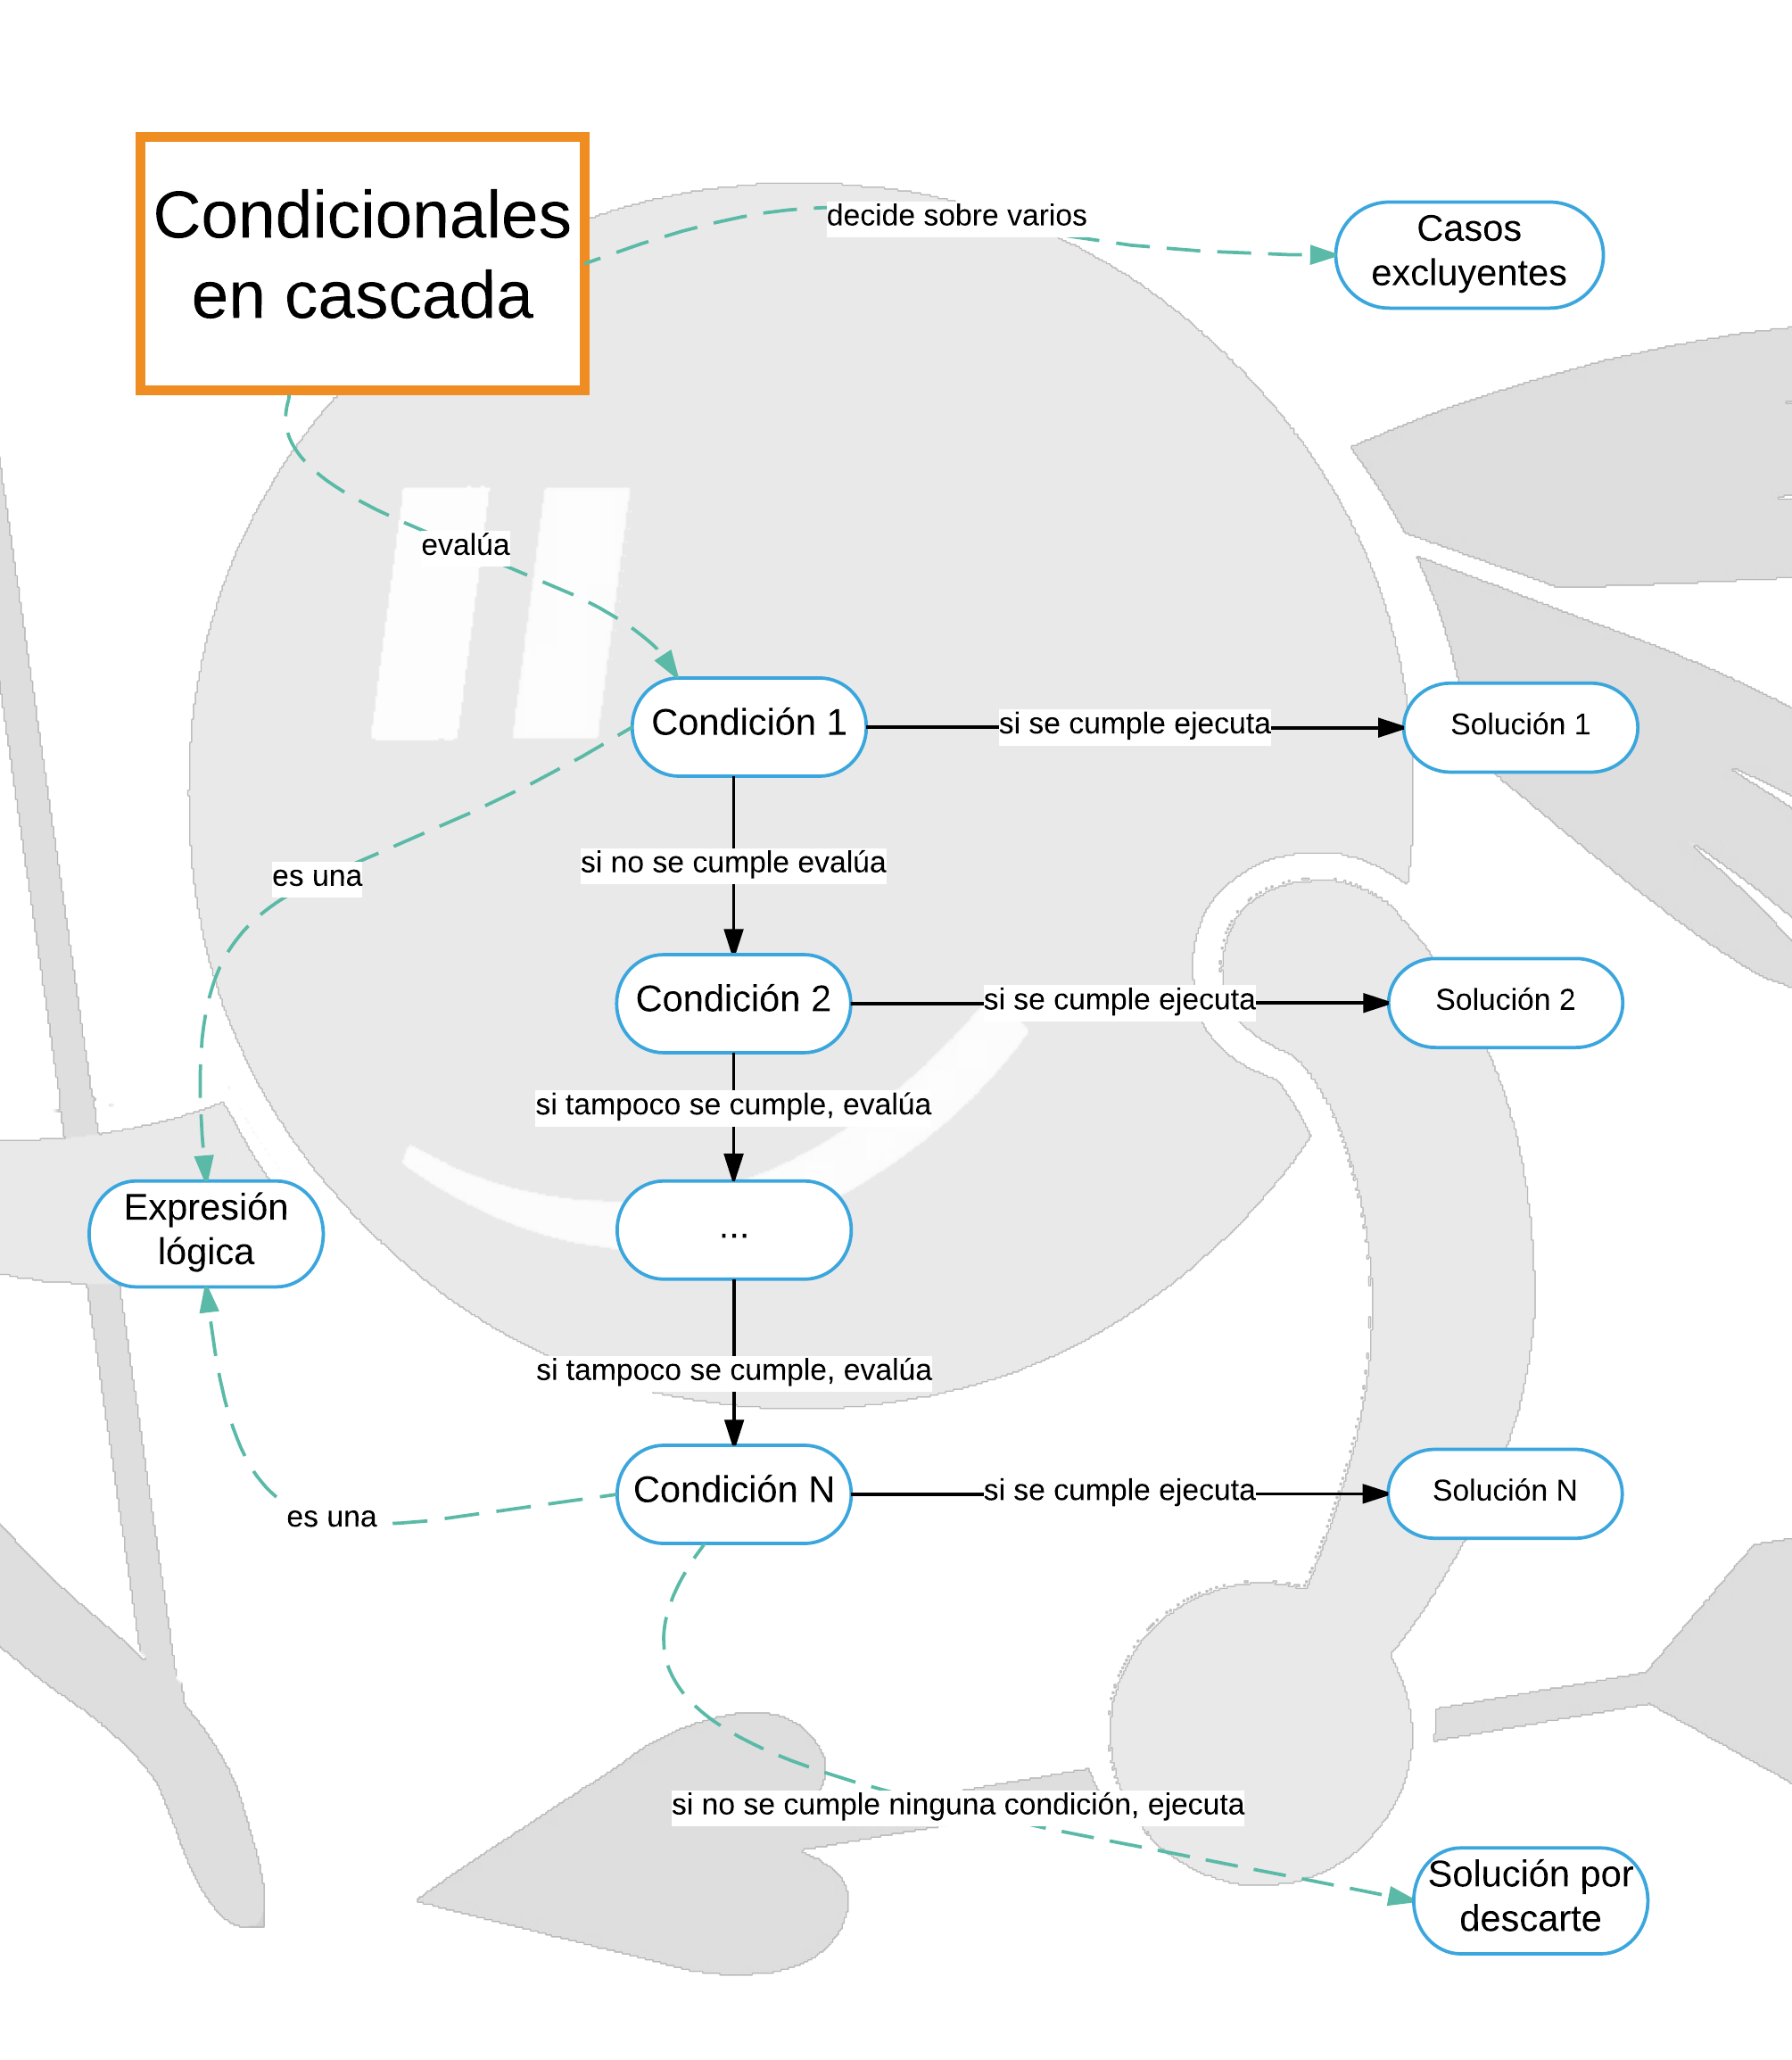 Condicionales
en cascada
decide sobre varios
Casos
excluyentes
evalúa
Condición 1
si se cumple ejecuta
Solución 1
es una
si no se cumple evalúa
Condición 2
si se cumple ejecuta
Solución 2
si tampoco se cumple, evalúa
Expresión
lógica
...
si tampoco se cumple, evalúa
Condición N
si se cumple ejecuta
Solución N
es una
si no se cumple ninguna condición, ejecuta
Solución por
descarte